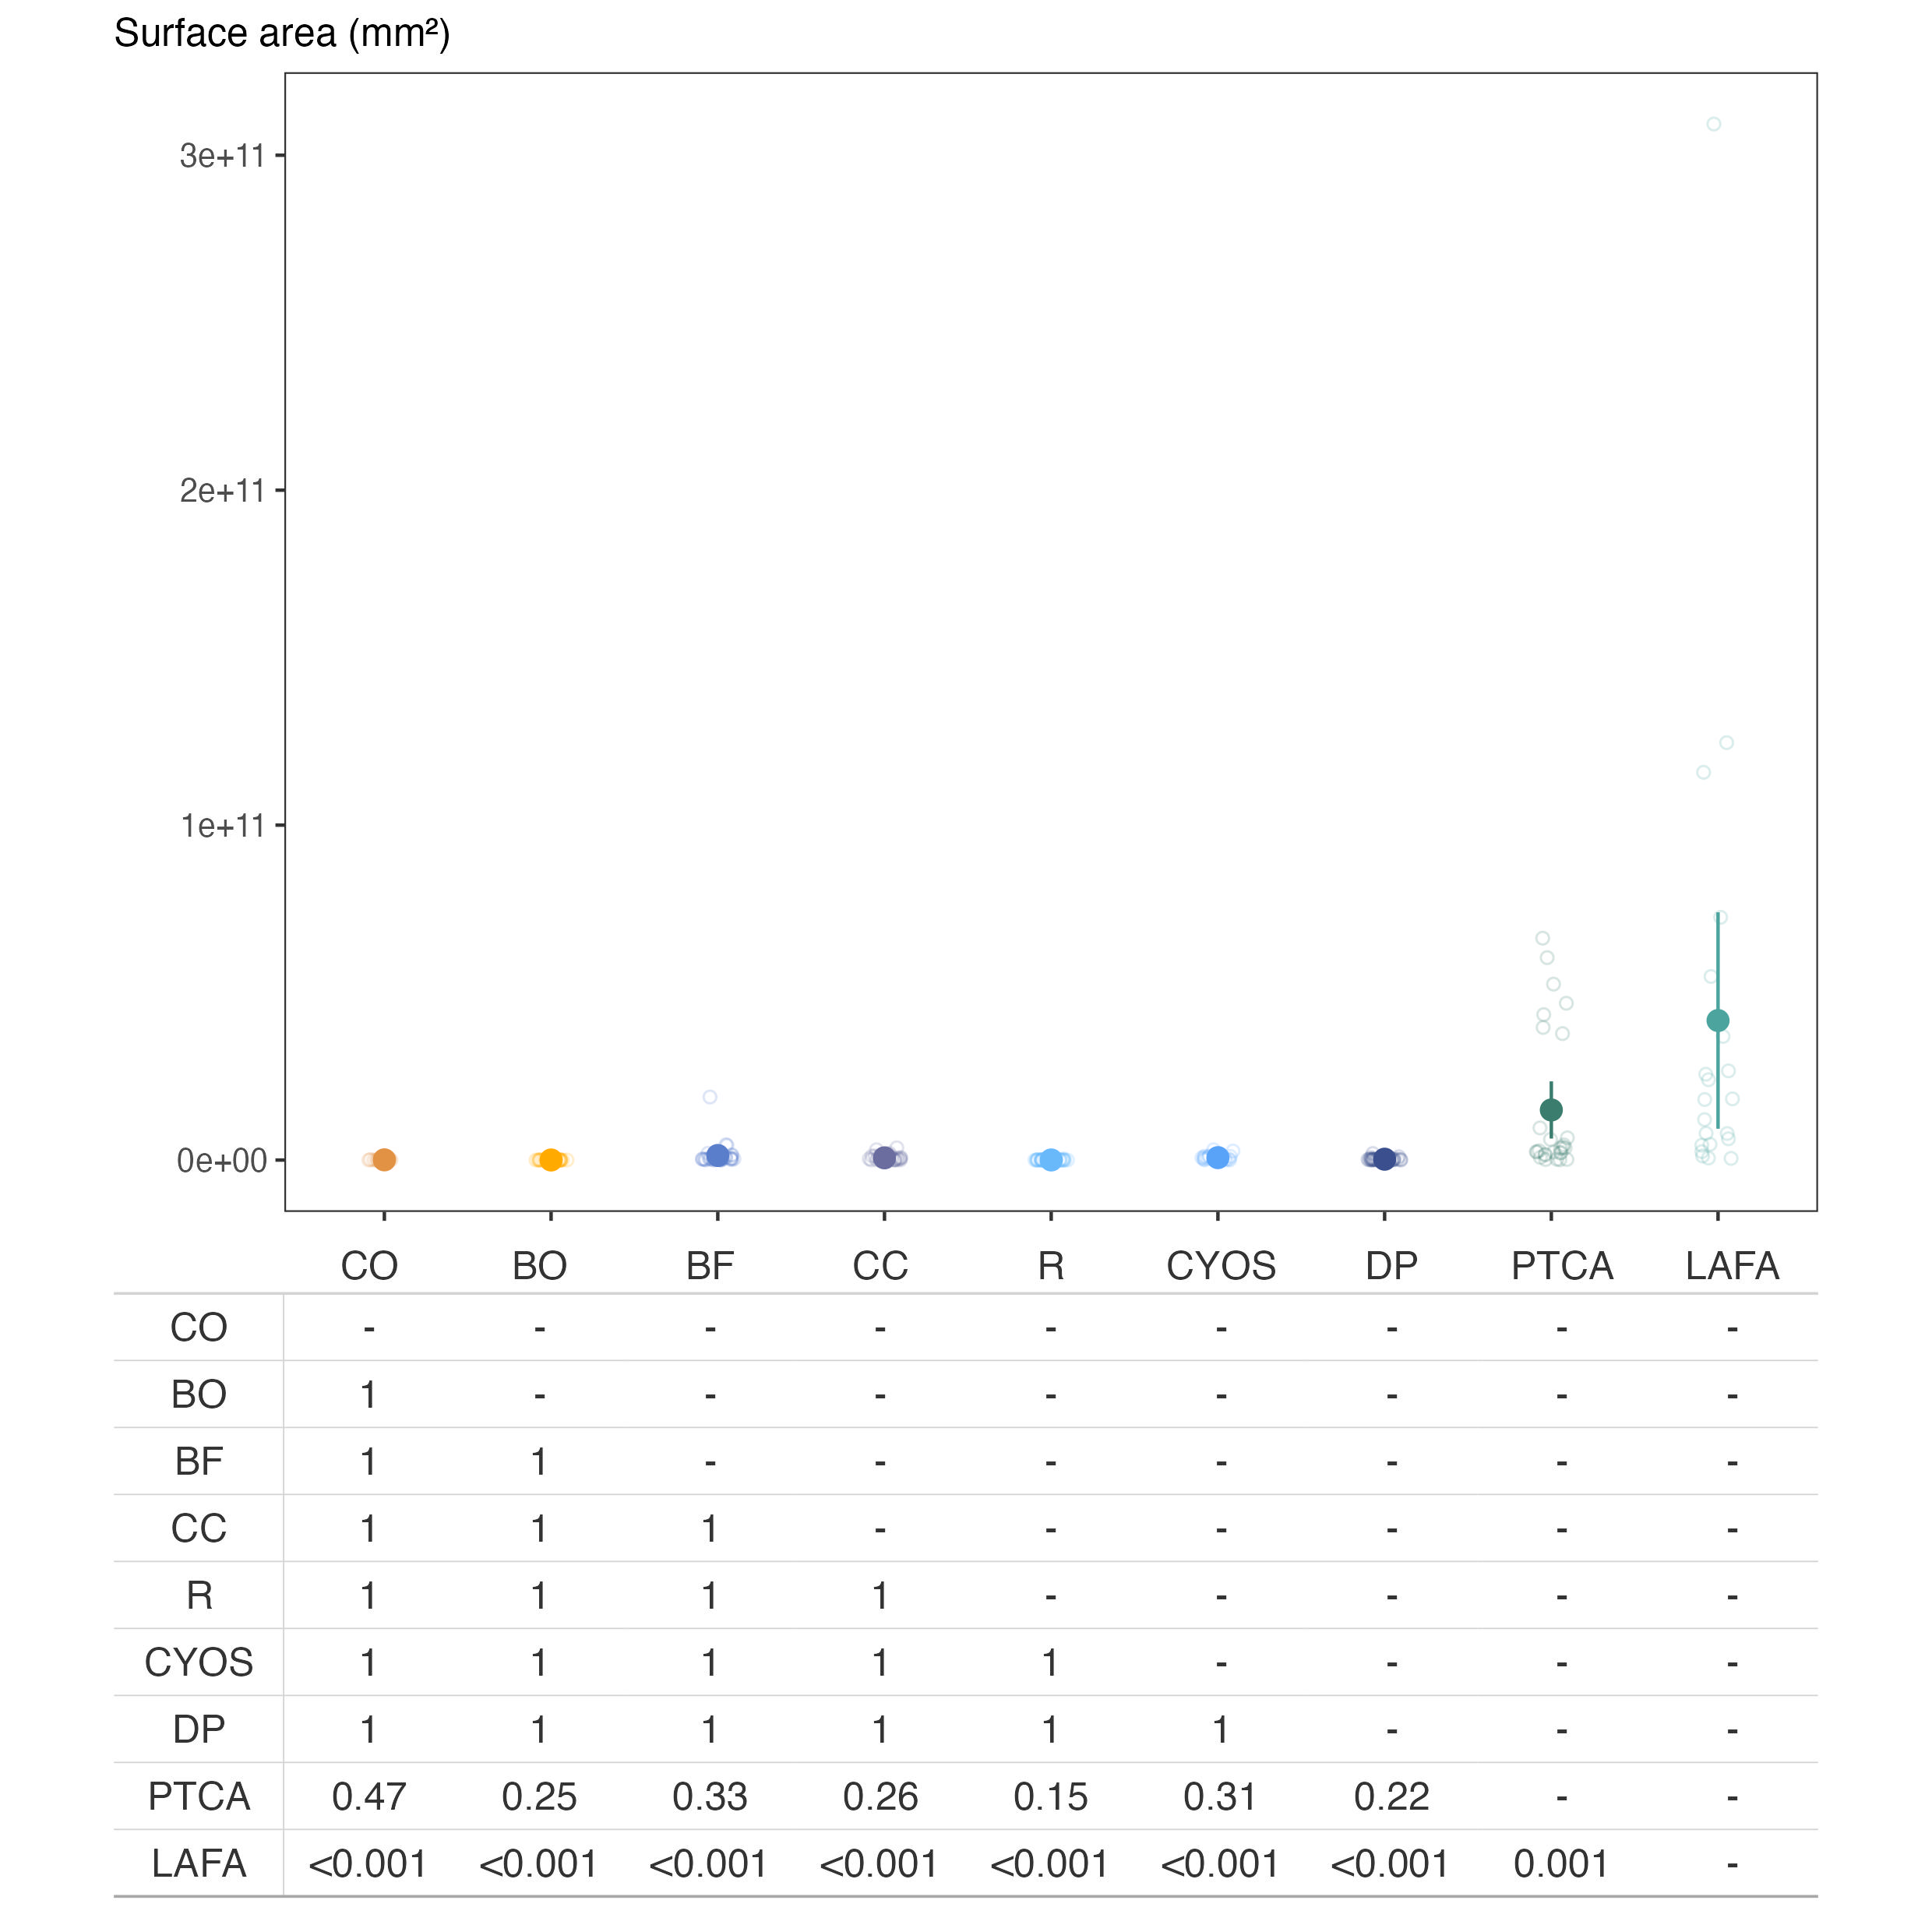 Surface area (mm²)
3e+11
2e+11
1e+11
0e+00
CO BO BF CC R CYOS DP PTCA LAFA
CO - - - - - - - - -
BO 1 - - - - - - - -
BF 1 1 - - - - - - -
CC 1 1 1 - - - - - -
R 1 1 1 1 - - - - -
CYOS 1 1 1 1 1 - - - -
DP 1 1 1 1 1 1 - - -
PTCA 0.47 0.25 0.33 0.26 0.15 0.31 0.22 - -
LAFA <0.001 <0.001 <0.001 <0.001 <0.001 <0.001 <0.001 0.001 -